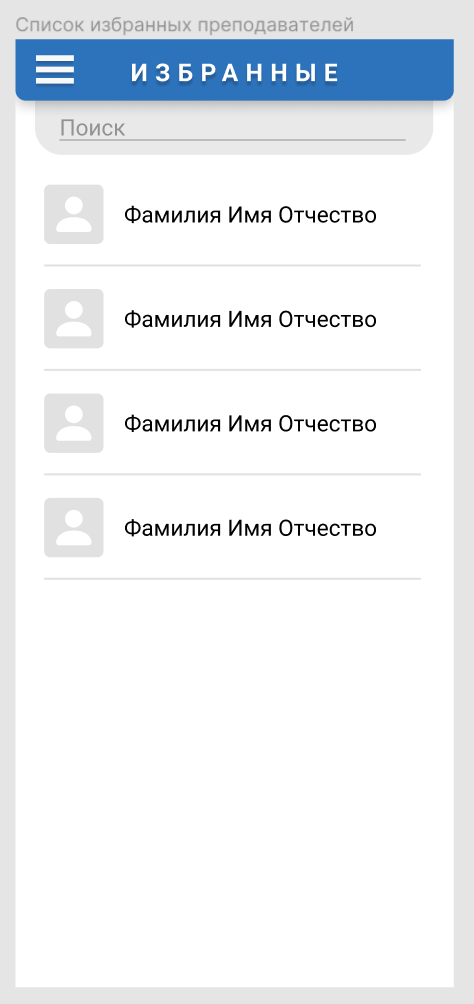 Список избранных преподавателей
ИЗБРАННЫЕ
Поиск
Фамилия Имя Отчество
Фамилия Имя Отчество
Фамилия Имя Отчество
Фамилия Имя Отчество